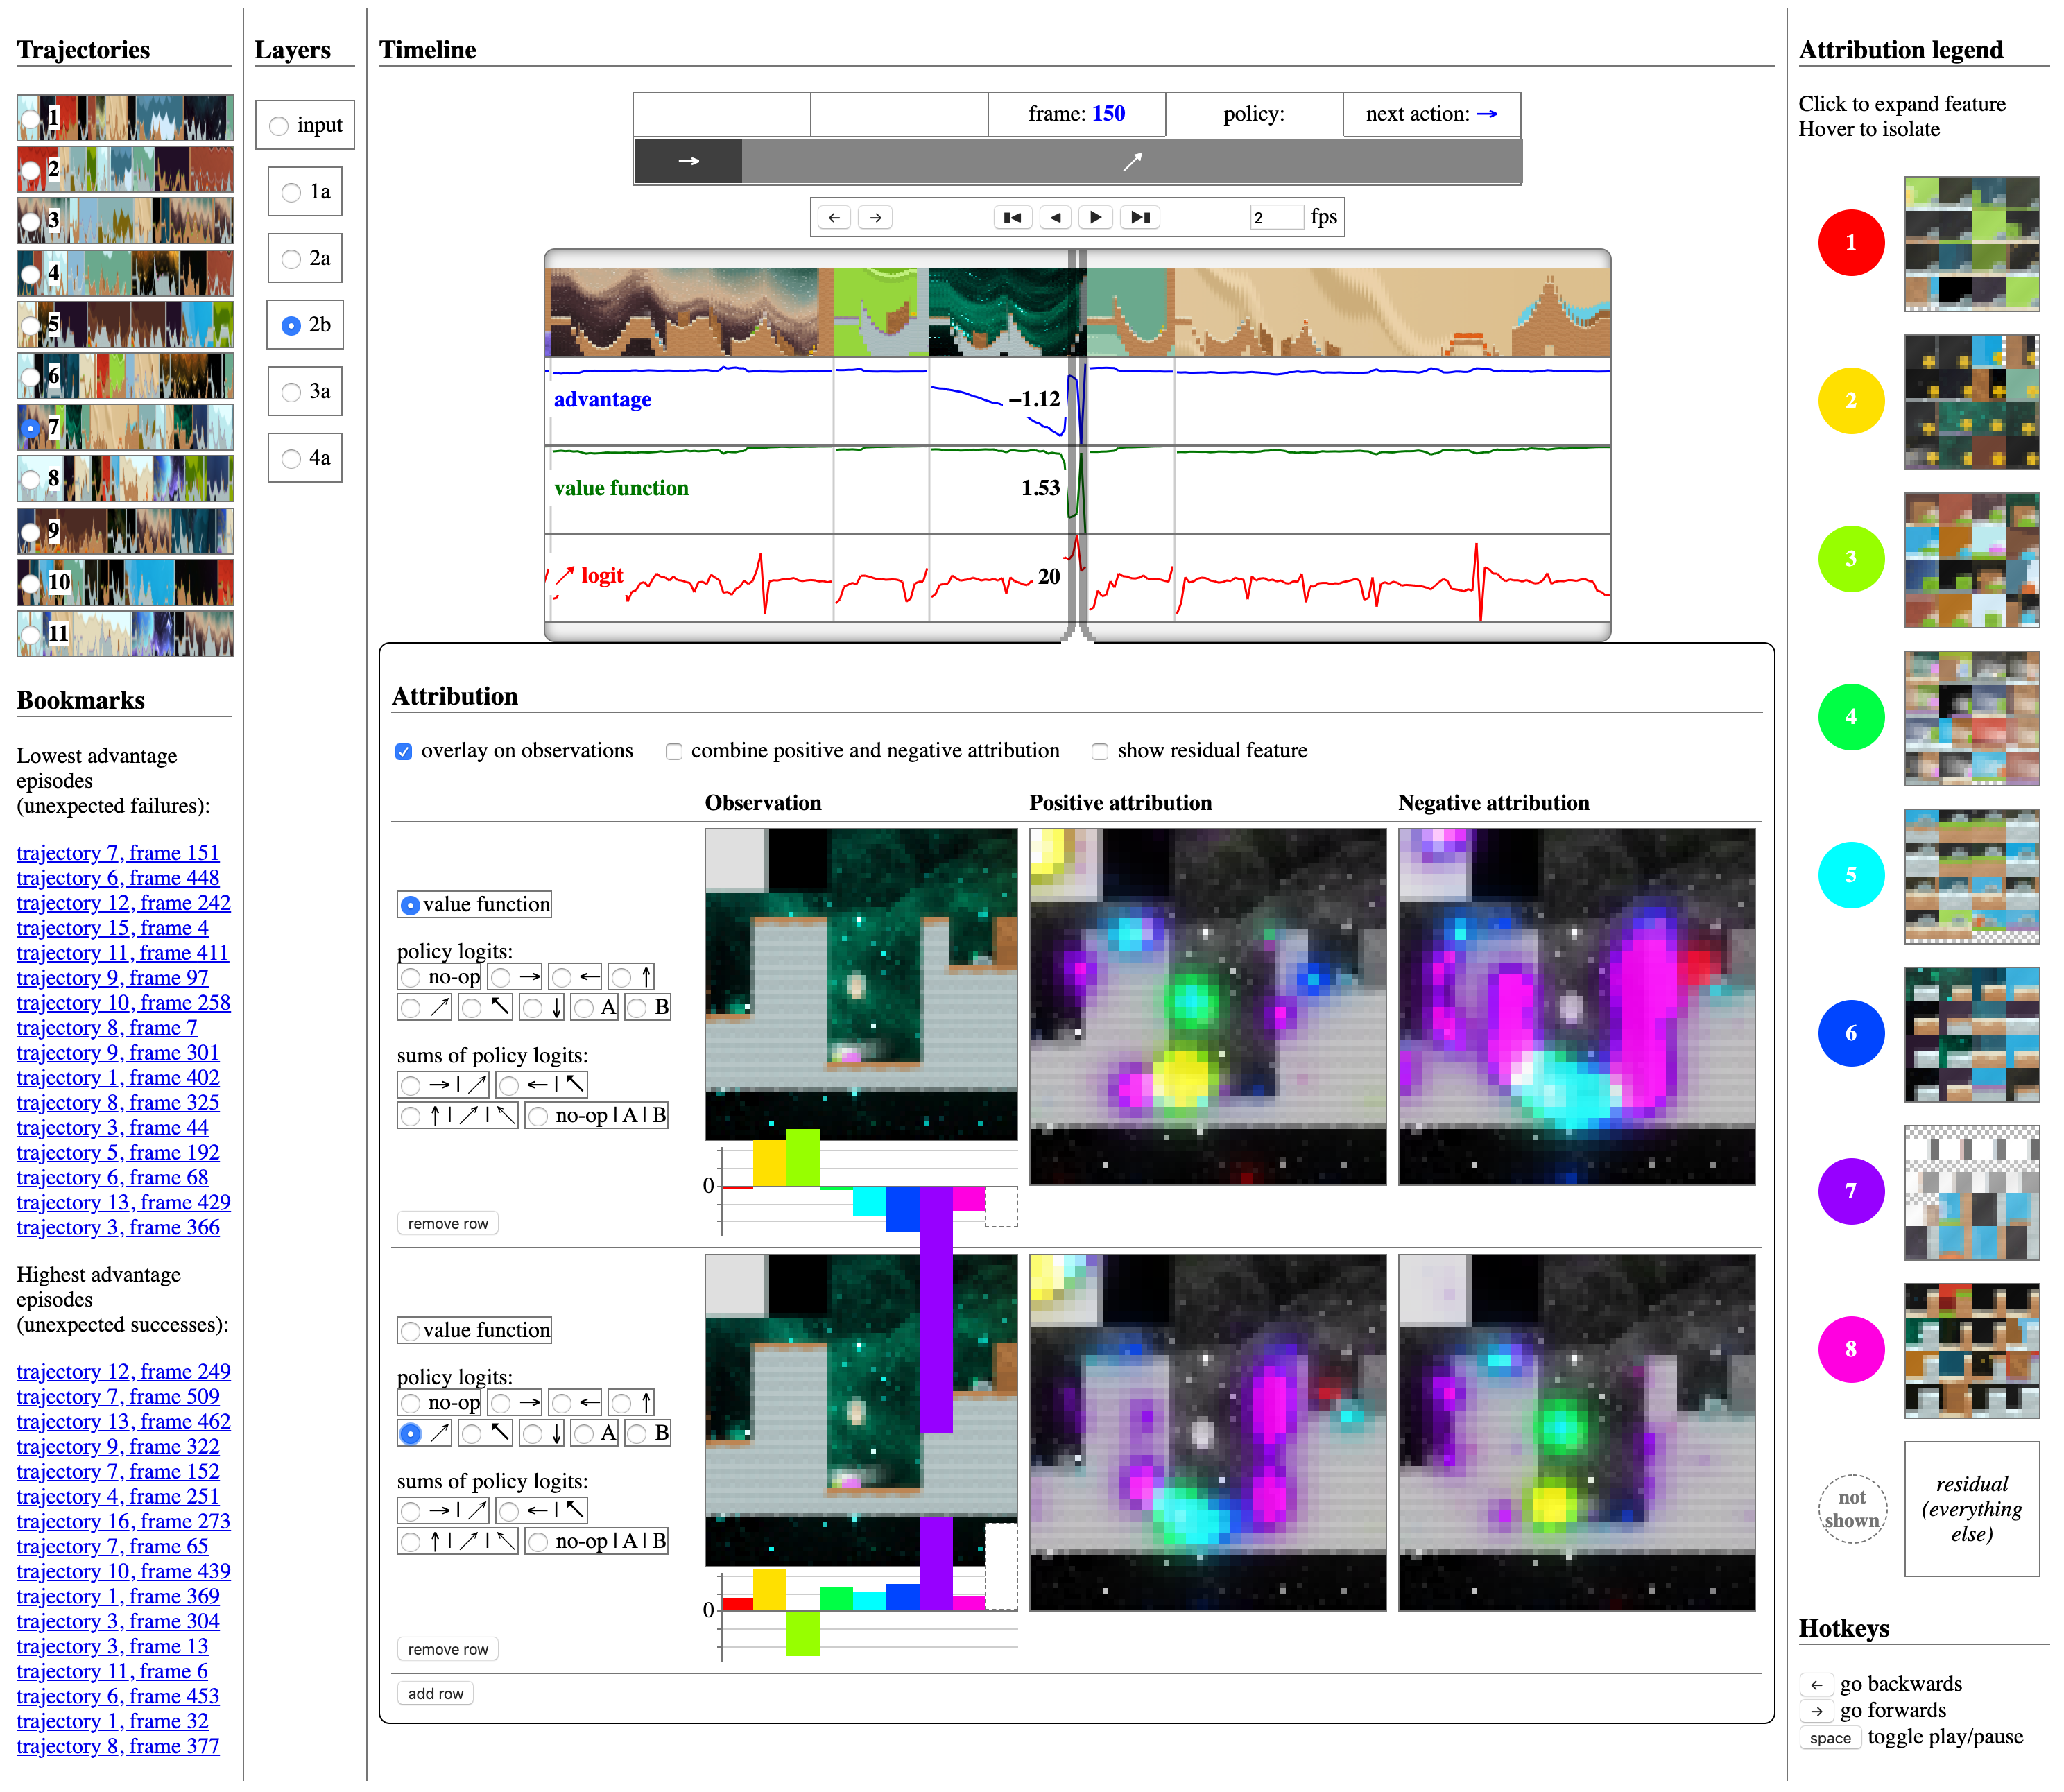 Trajectories
1
2
3
4
5
6
7
8
9
10
11
Bookmarks
Lowest advantage
episodes
(unexpected failures):
trajectory 7, frame 151
trajectory 6, frame 448
trajectory 12, frame 242
trajectory 15, frame 4
trajectory 11, frame 411
trajectory 9, frame 97
trajectory 10, frame 258
trajectory 8, frame 7
trajectory 9, frame 301
trajectory 1, frame 402
trajectory 8, frame 325
trajectory 3, frame 44
trajectory 5, frame 192
trajectory 6, frame 68
trajectory 13, frame 429
trajectory 3, frame 366
Highest advantage
episodes
(unexpected successes):
trajectory 12, frame 249
trajectory 7, frame 509
trajectory 13, frame 462
trajectory 9, frame 322
trajectory 7, frame 152
trajectory 4, frame 251
trajectory 16, frame 273
trajectory 7, frame 65
trajectory 10, frame 439
trajectory 1, frame 369
trajectory 3, frame 304
trajectory 3, frame 13
trajectory 11, frame 6
trajectory 6, frame 453
trajectory 1, frame 32
trajectory 8, frame 377
Layers
input
1a
2a
2b
3a
4a
Timeline
frame: 150 policy: next action: →
→ ↗
← → 2 fps
advantage −1.12
value function 1.53
↗ logit 20
Attribution
overlay on observations combine positive and negative attribution show residual feature
Observation Positive attribution Negative attribution
value function
policy logits:
no-op → ← ↑
↗ ↖ ↓ A B
sums of policy logits:
→ | ↗ ← | ↖
↑ | ↗ | ↖ no-op | A | B
0
remove row
value function
policy logits:
no-op → ← ↑
↗ ↖ ↓ A B
sums of policy logits:
→ | ↗ ← | ↖
↑ | ↗ | ↖ no-op | A | B
0
remove row
add row
Attribution legend
Click to expand feature
Hover to isolate
1
2
3
4
5
6
7
8
not
shown
residual
(everything
else)
Hotkeys
← go backwards
→ go forwards
space toggle play/pause